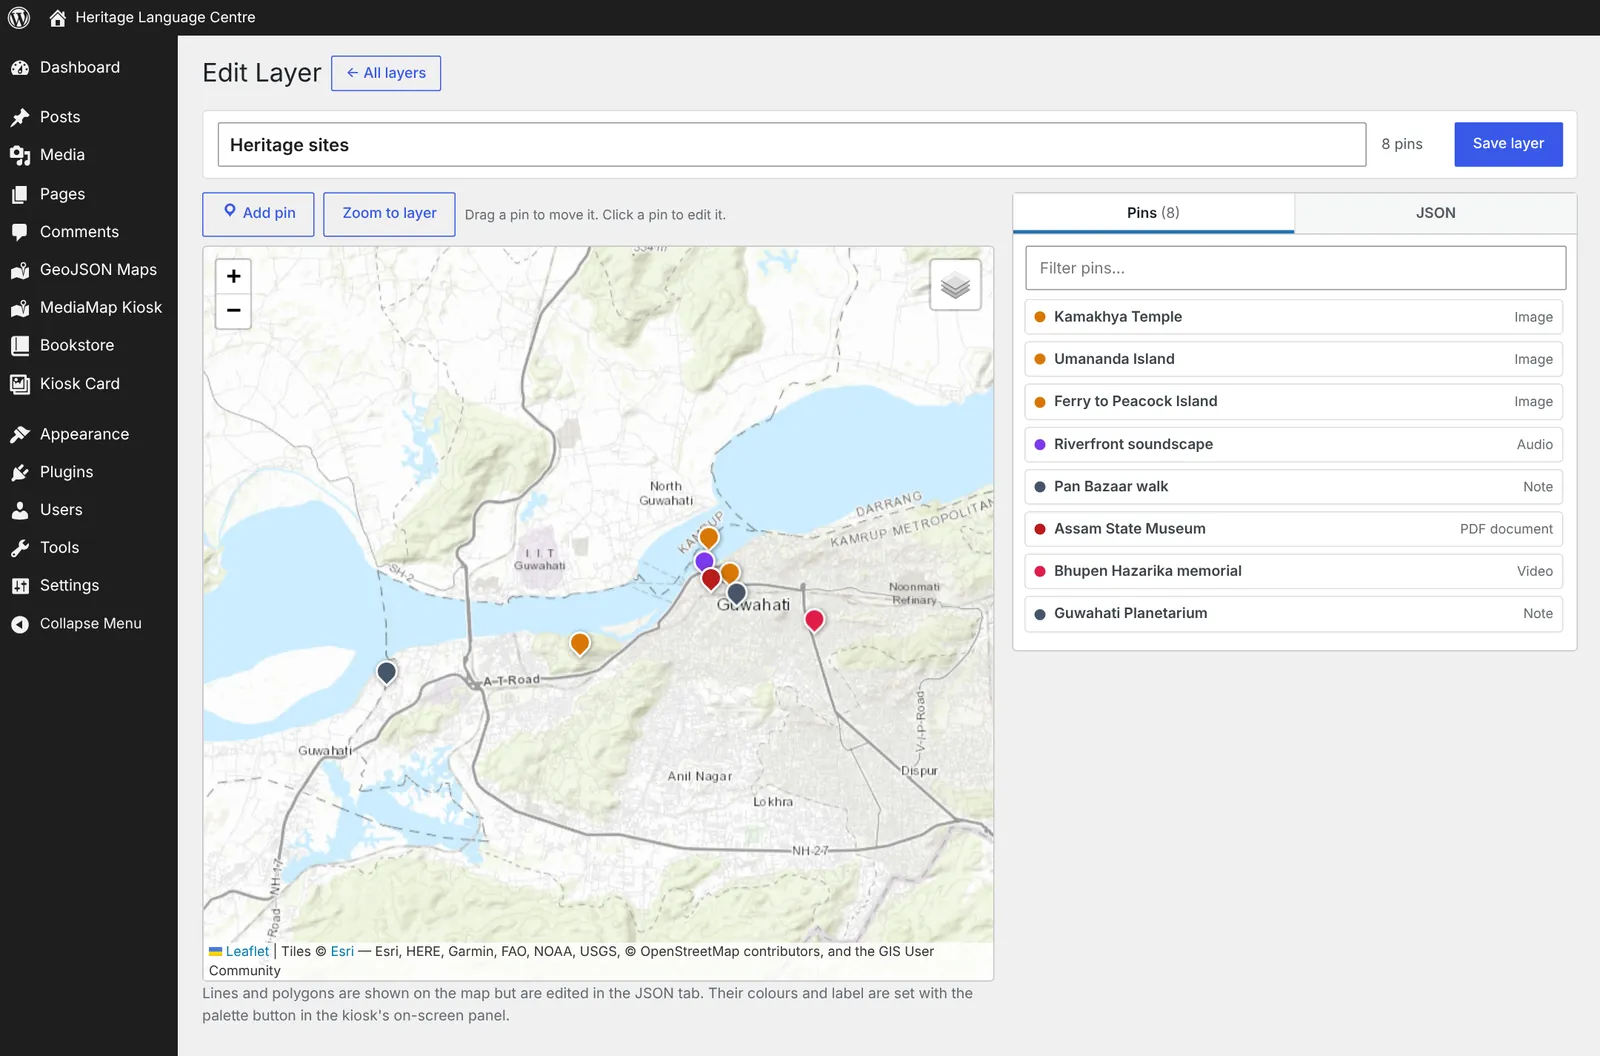 Heritage Language Centre
Dashboard
Posts
Media
Pages
Comments
GeoJSON Maps
MediaMap Kiosk
Bookstore
Kiosk Card
Appearance
Plugins
Users
Tools
Settings
Collapse Menu
Edit Layer
← All layers
Heritage sites
8 pins
Save layer
Add pin
Zoom to layer
Drag a pin to move it. Click a pin to edit it.
+
−
North
Guwahati
KAMRUP
DARRANG
KAMRUP METROPOLITAN
I.I.T
Guwahati
SH-2
Noonmati
Refinary
Guwahati
A T Road
V-I-P-Road
Guwahati
Anil Nagar
Dispur
Lokhra
NH-27
NH-17
Road
Leaflet | Tiles © Esri — Esri, HERE, Garmin, FAO, NOAA, USGS, © OpenStreetMap contributors, and the GIS User
Community
Lines and polygons are shown on the map but are edited in the JSON tab. Their colours and label are set with the
palette button in the kiosk's on-screen panel.
Pins (8)
JSON
Filter pins...
Kamakhya Temple Image
Umananda Island Image
Ferry to Peacock Island Image
Riverfront soundscape Audio
Pan Bazaar walk Note
Assam State Museum PDF document
Bhupen Hazarika memorial Video
Guwahati Planetarium Note